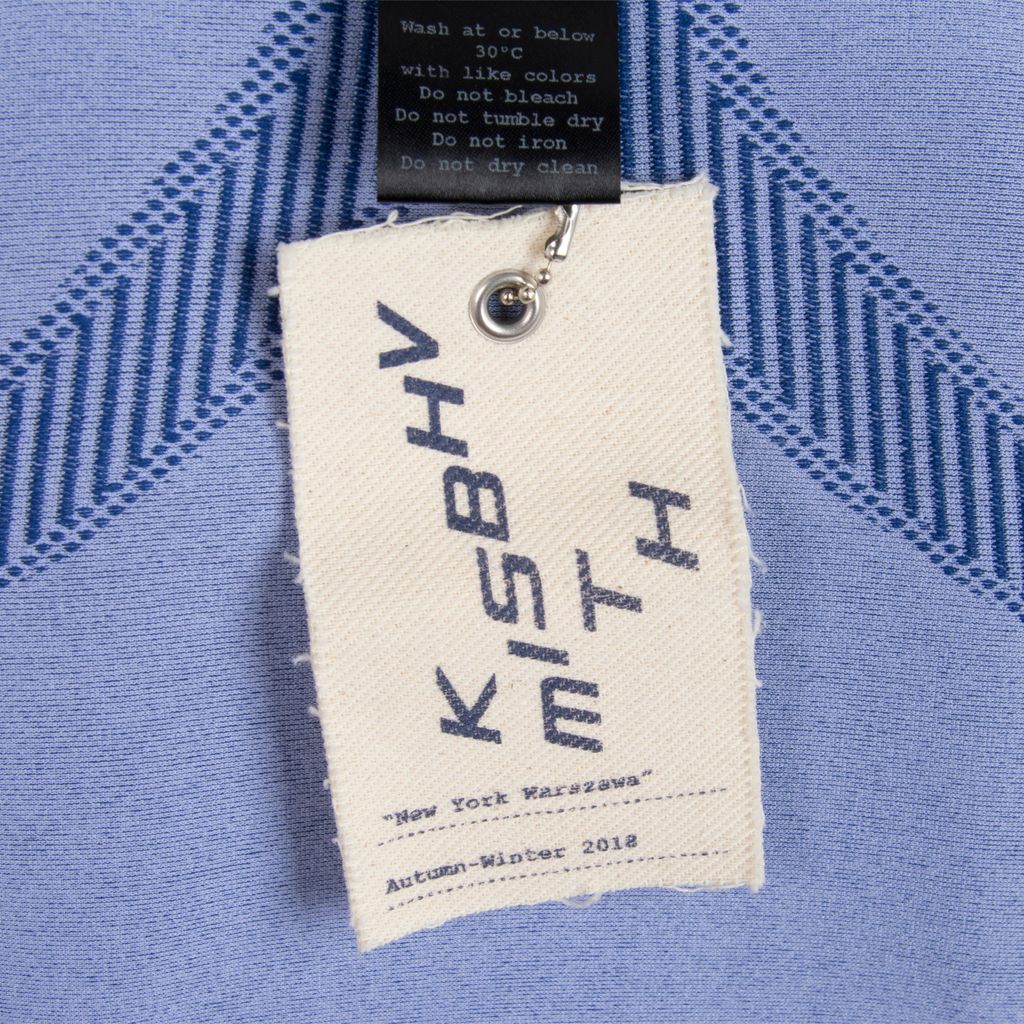 Wash at or below
30°C
with like colors
Do not bleach
Do not tumble dry
Do not iron
Do not dry clean
KISBHV
MITH
"New York Warszawa"
Autumn-Winter 2018